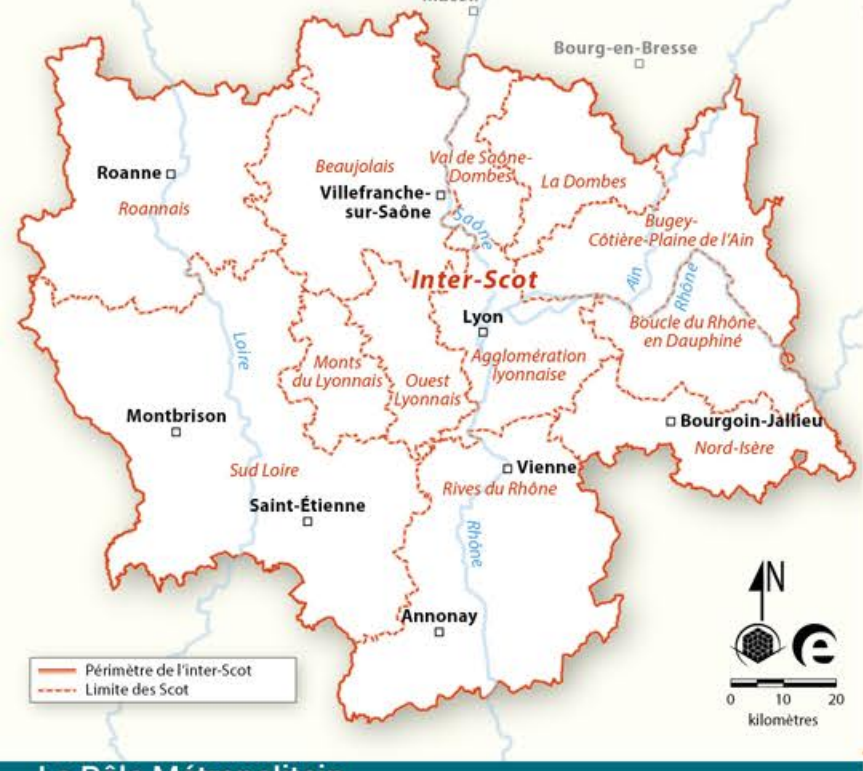 Bourg-en-Bresse
Roanne
Roannais
Beaujolais
Villefranche-
sur-Saône
Val de Saône-
Dombes
La Dombes
Saône
Bugey-
Côtière-Plaine de l'Ain
Inter-Scot
Ain
Rhône
Lyon
Boucle du Rhône
en Dauphiné
Loire
Monts
du Lyonnais
Ouest
Lyonnais
Agglomération
lyonnaise
Montbrison
Bourgoin-Jallieu
Nord-Isère
Sud Loire
Vienne
Rives du Rhône
Saint-Étienne
Rhône
Annonay
N
e
Périmètre de l'inter-Scot
Limite des Scot
0 10 20
kilomètres